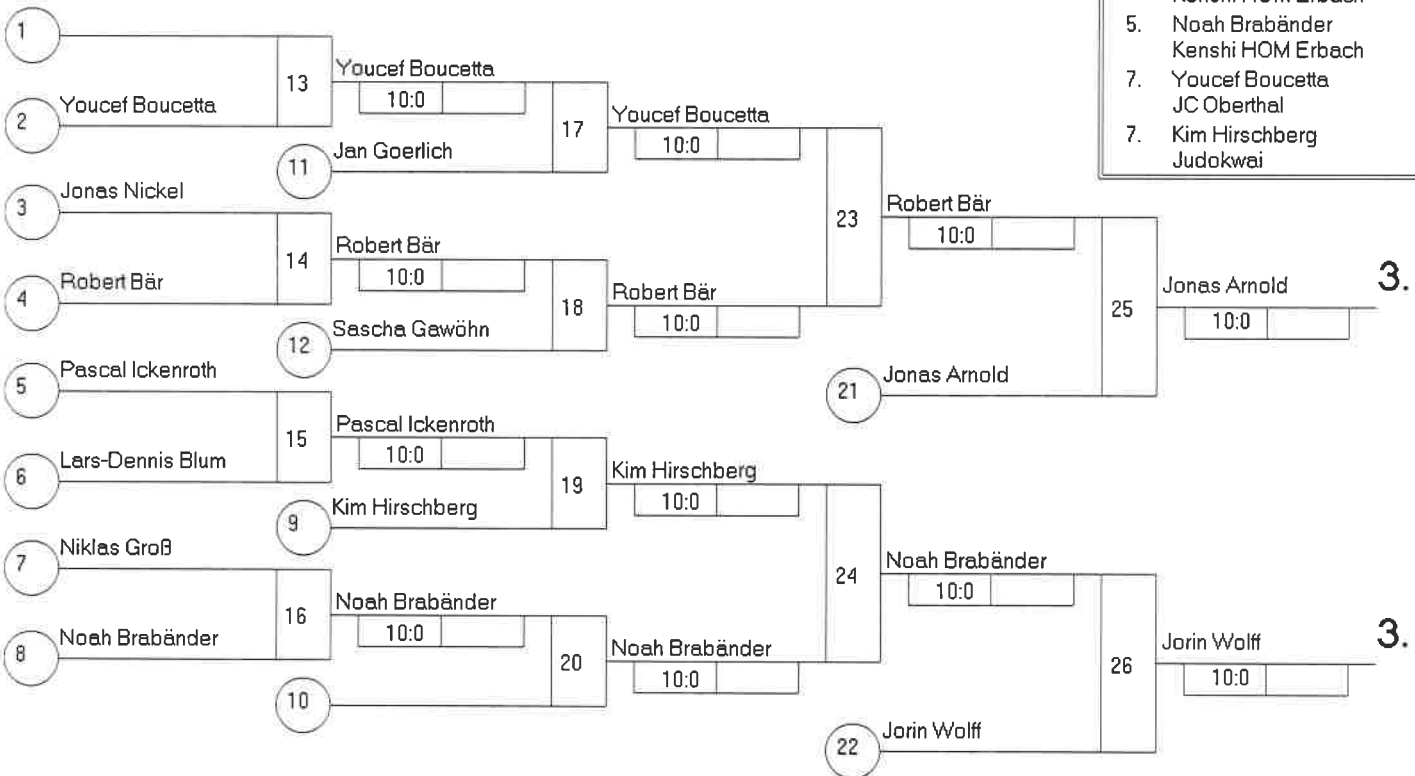 5. Noah Brabänder
Kenshi HOM Erbach
7. Youcef Boucetta
JC Oberthal
7. Kim Hirschberg
Judokwai
1
13
Youcef Boucetta
10:0
2
Youcef Boucetta
17
Youcef Boucetta
10:0
11
Jan Goerlich
3
Jonas Nickel
23
Robert Bär
10:0
14
Robert Bär
10:0
4
Robert Bär
18
Robert Bär
10:0
25
Jonas Arnold
10:0
3.
12
Sascha Gawöhn
5
Pascal Ickenroth
21
Jonas Arnold
15
Pascal Ickenroth
10:0
6
Lars-Dennis Blum
19
Kim Hirschberg
10:0
9
Kim Hirschberg
7
Niklas Groß
24
Noah Brabänder
10:0
16
Noah Brabänder
10:0
8
Noah Brabänder
20
Noah Brabänder
10:0
26
Jorin Wolff
10:0
3.
10
22
Jorin Wolff